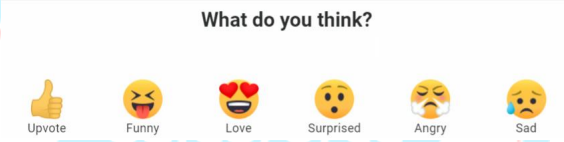 What do you think?
Upvote Funny Love Surprised Angry Sad